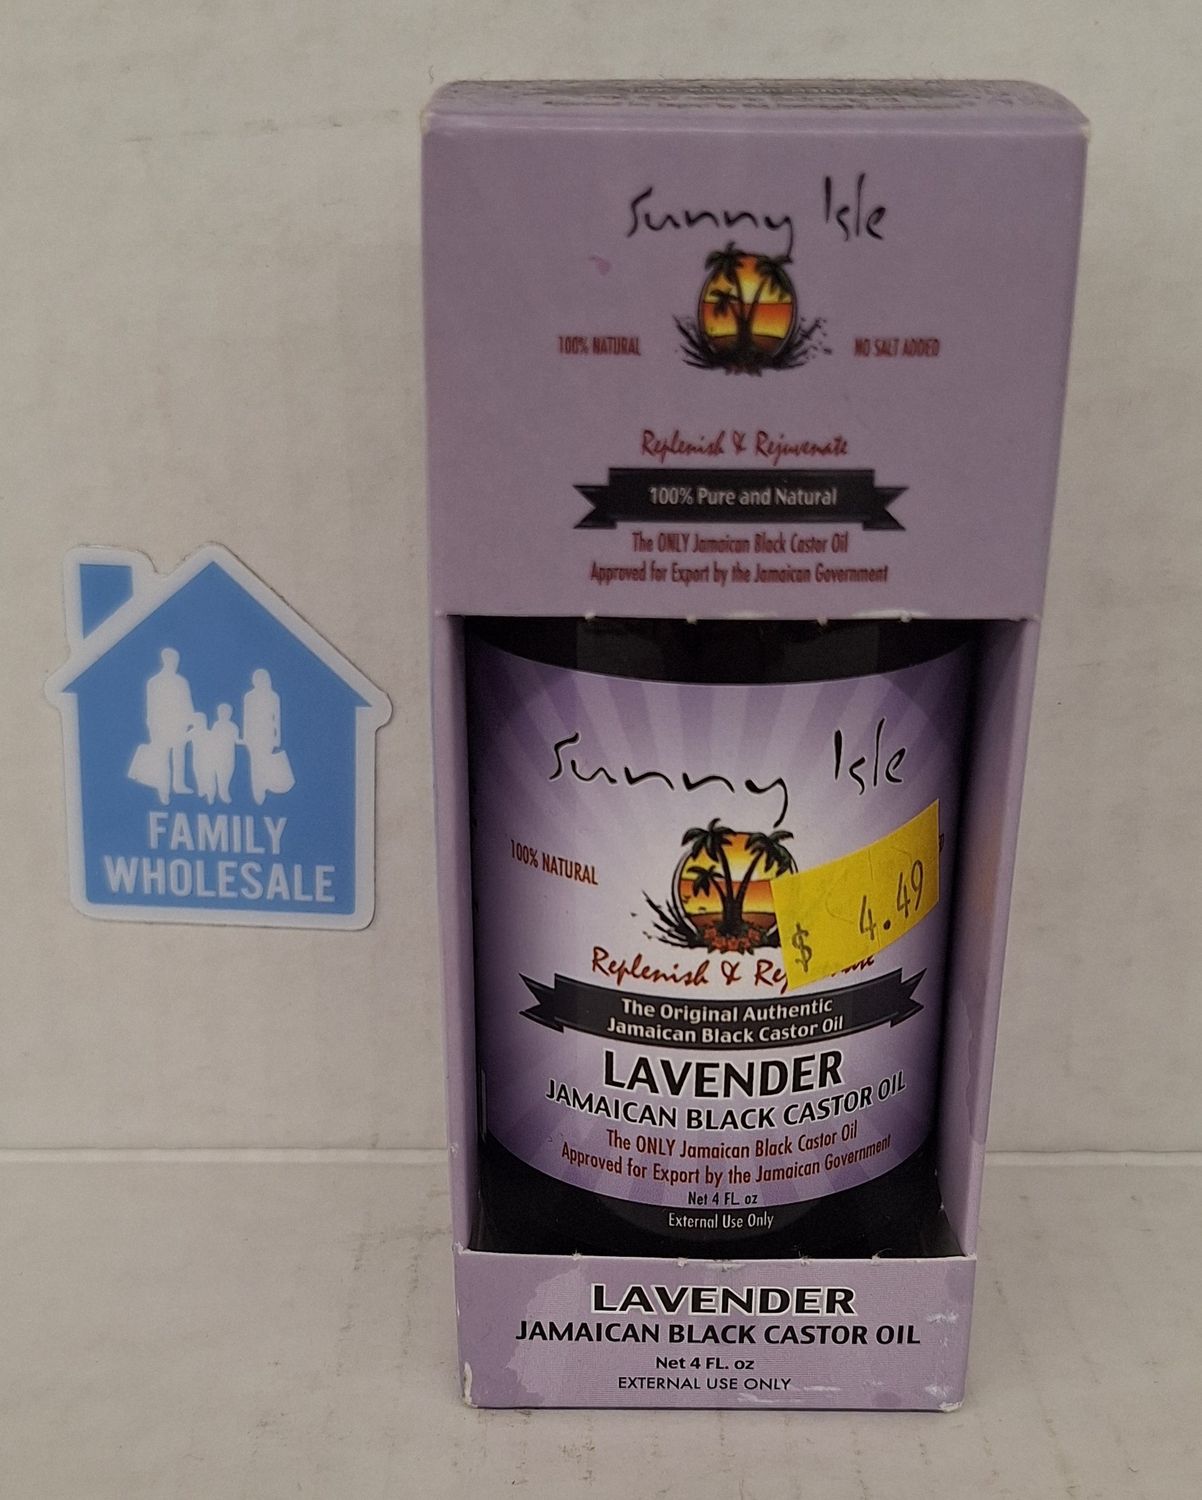 Sunny Isle
100% NATURAL
NO SALT ADDED
Replenish & Rejuvenate
100% Pure and Natural
The ONLY Jamaican Black Castor Oil
Approved for Export by the Jamaican Government
Sunny Isle
100% NATURAL
$ 4.49
Replenish &
The Original Authentic
Jamaican Black Castor Oil
LAVENDER
JAMAICAN BLACK CASTOR OIL
The ONLY Jamaican Black Castor Oil
Approved for Export by the Jamaican Government
Net 4 FL. oz
External Use Only
LAVENDER
JAMAICAN BLACK CASTOR OIL
Net 4 FL. oz
EXTERNAL USE ONLY
FAMILY
WHOLESALE